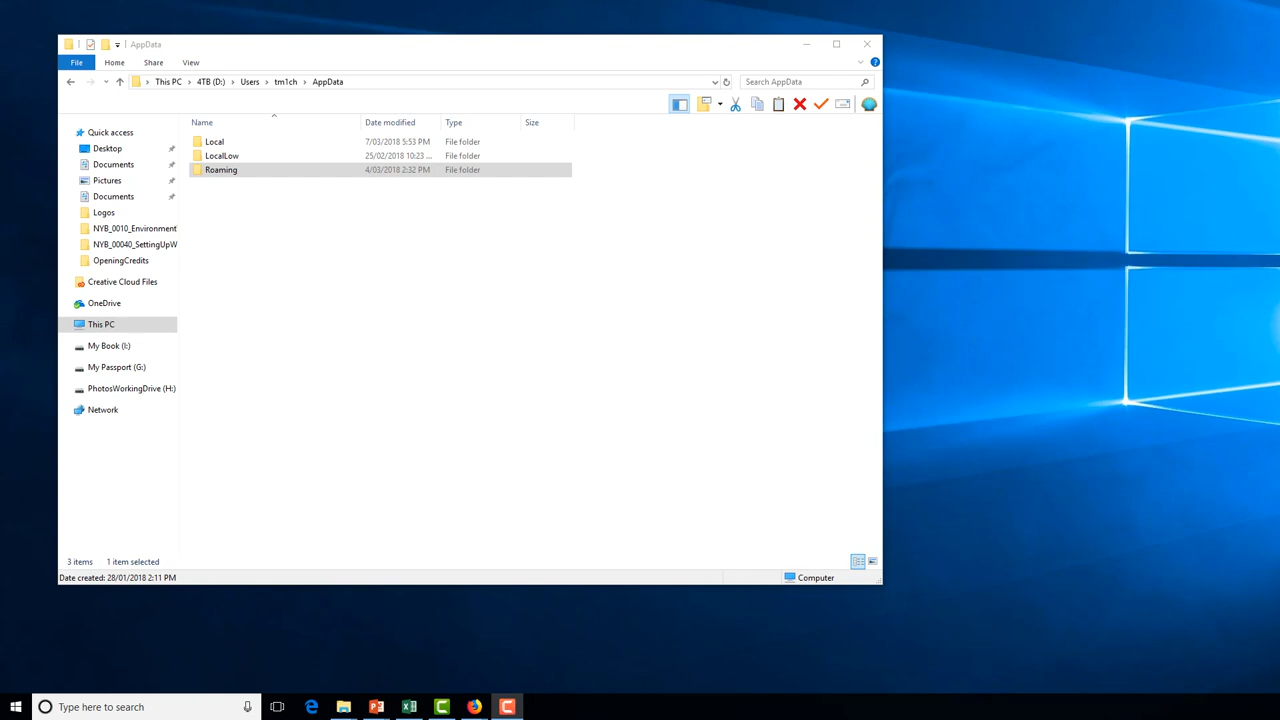 AppData
File Home Share View
This PC 4TB (D:) Users tm1ch AppData
Search AppData
Name Date modified Type Size
Local 7/03/2018 5:53 PM File folder
LocalLow 25/02/2018 10:23 ... File folder
Roaming 4/03/2018 2:32 PM File folder
Quick access
Desktop
Documents
Pictures
Documents
Logos
NYB_0010_Environment
NYB_00040_SettingUpW
OpeningCredits
Creative Cloud Files
OneDrive
This PC
My Book (I:)
My Passport (G:)
PhotosWorkingDrive (H:)
Network
3 items 1 item selected
Date created: 28/01/2018 2:11 PM
Computer
Type here to search